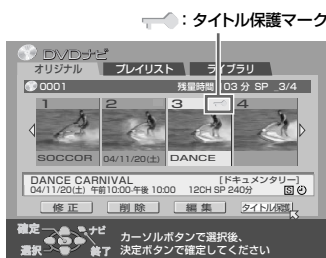 ：タイトル保護マーク
DVDナビ
オリジナル プレイリスト ライブラリ
0001 残量時間 03分 SP _3/4
1 2 3 4
SOCCOR 04/11/20(土) DANCE
DANCE CARNIVAL [ドキュメンタリー]
04/11/20(土) 午前10:00-午後 10:00 12CH SP 240分 S
修正 削除 編集 タイトル保護
確定 ナビ カーソルボタンで選択後、
選択 終了 決定ボタンで確定してください